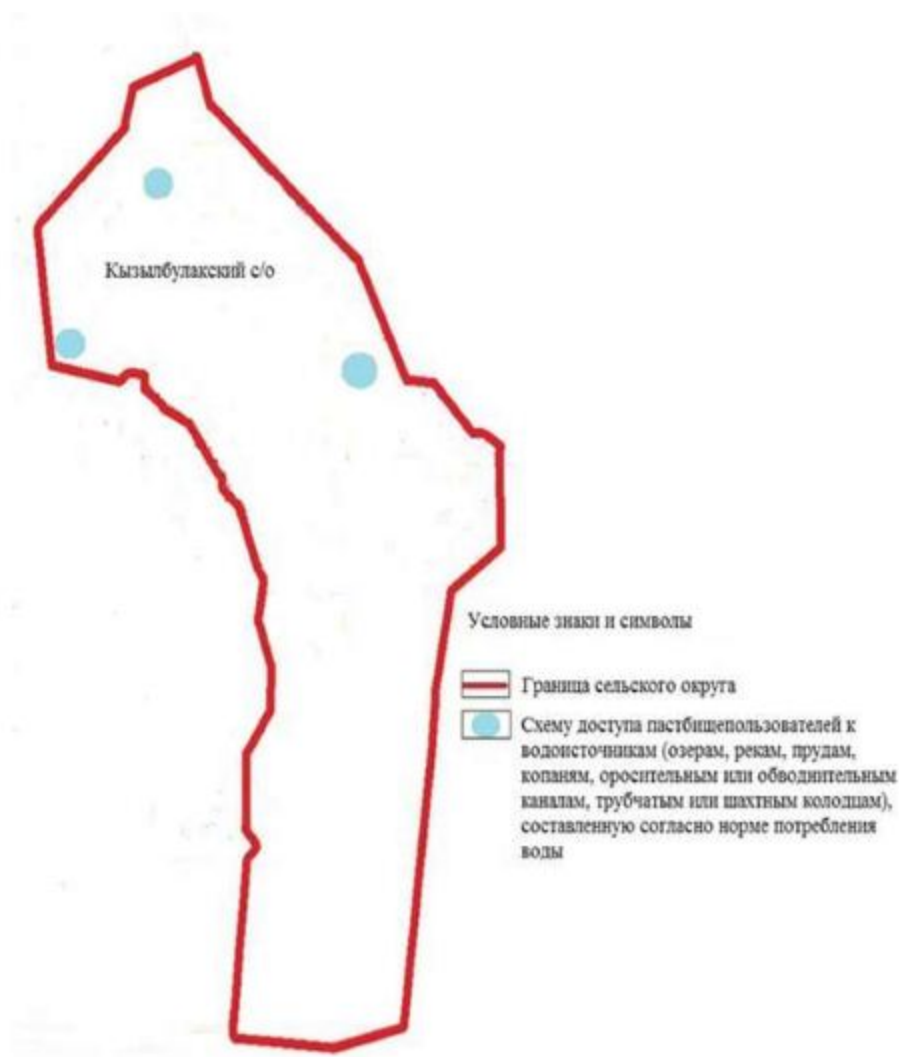 Кызылбулакский с/о
Условные знаки и символы
Граница сельского округа
Схему доступа пастбищепользователей к
водоисточникам (озерам, рекам, прудам,
копаням, оросительным или обводнительным
каналам, трубчатым или шахтным колодцам),
составленную согласно норме потребления
воды